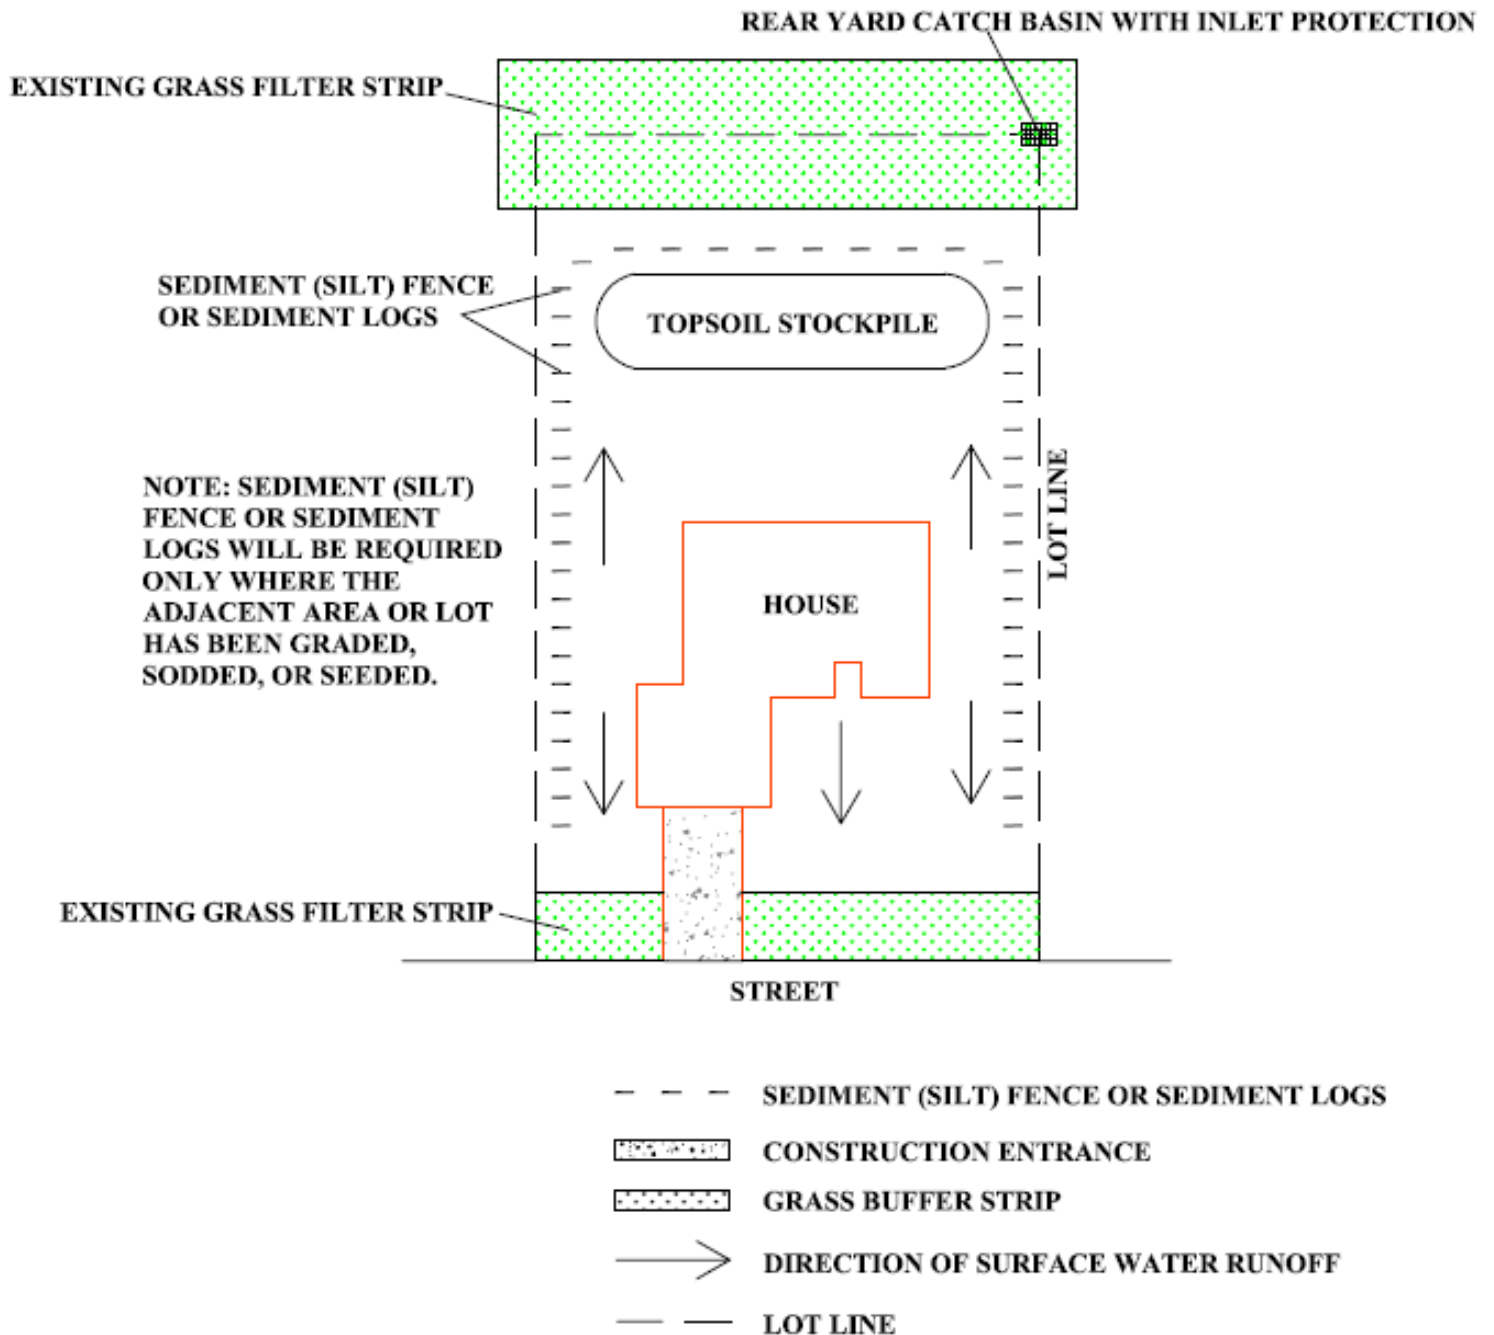 REAR YARD CATCH BASIN WITH INLET PROTECTION
EXISTING GRASS FILTER STRIP
SEDIMENT (SILT) FENCE
OR SEDIMENT LOGS
TOPSOIL STOCKPILE
LOT LINE
NOTE: SEDIMENT (SILT)
FENCE OR SEDIMENT
LOGS WILL BE REQUIRED
ONLY WHERE THE
ADJACENT AREA OR LOT
HAS BEEN GRADED,
SODDED, OR SEEDED.
HOUSE
EXISTING GRASS FILTER STRIP
STREET
SEDIMENT (SILT) FENCE OR SEDIMENT LOGS
CONSTRUCTION ENTRANCE
GRASS BUFFER STRIP
DIRECTION OF SURFACE WATER RUNOFF
LOT LINE